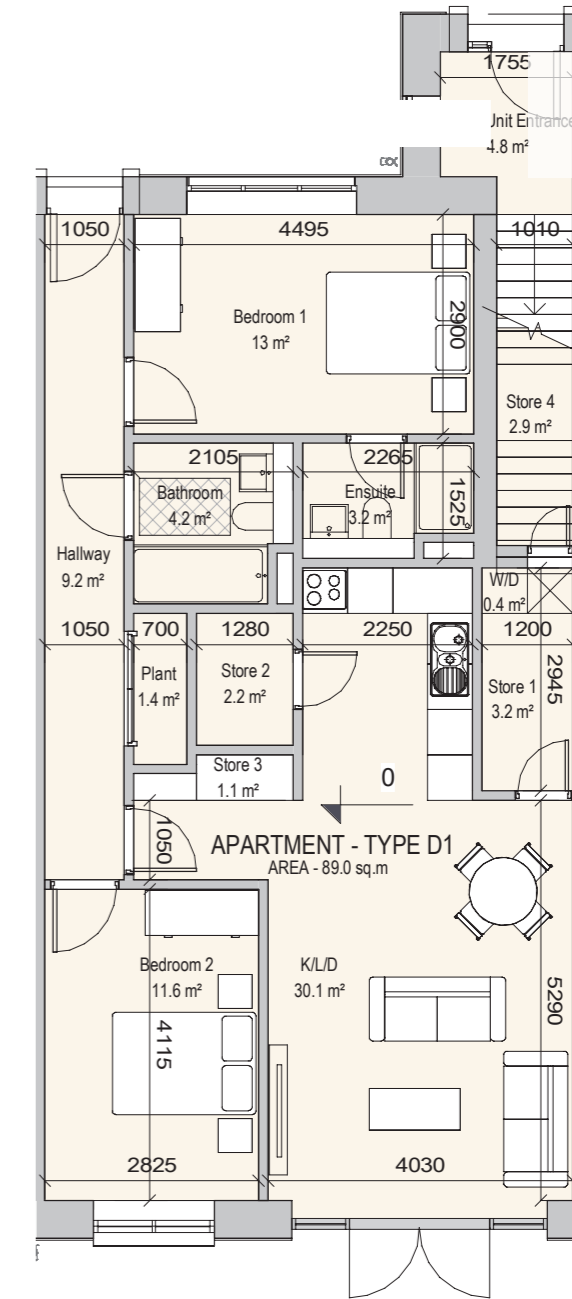 1755
Unit Entrance
4.8 m²
1050
4495
1010
Bedroom 1
13 m²
2900
Store 4
2.9 m²
2105
2265
Bathroom
4.2 m²
Ensuite
3.2 m²
1525
Hallway
9.2 m²
W/D
0.4 m²
1050
700
1280
2250
1200
Plant
1.4 m²
Store 2
2.2 m²
Store 1
3.2 m²
2945
Store 3
1.1 m²
0
1050
APARTMENT - TYPE D1
AREA - 89.0 sq.m
Bedroom 2
11.6 m²
K/L/D
30.1 m²
4115
5290
2825
4030